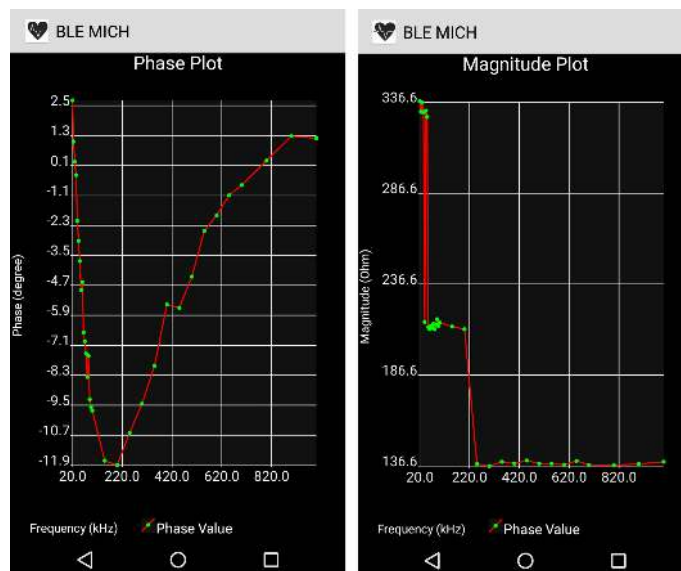 BLE MICH
Phase Plot
2.5
1.3
0.1
-1.1
-2.3
-3.5
-4.7
-5.9
-7.1
-8.3
-9.5
-10.7
-11.9
Phase (degree)
20.0 220.0 420.0 620.0 820.0
Frequency (kHz) Phase Value
BLE MICH
Magnitude Plot
336.6
286.6
236.6
186.6
136.6
Magnitude (Ohm)
20.0 220.0 420.0 620.0 820.0
Frequency (kHz) Phase Value